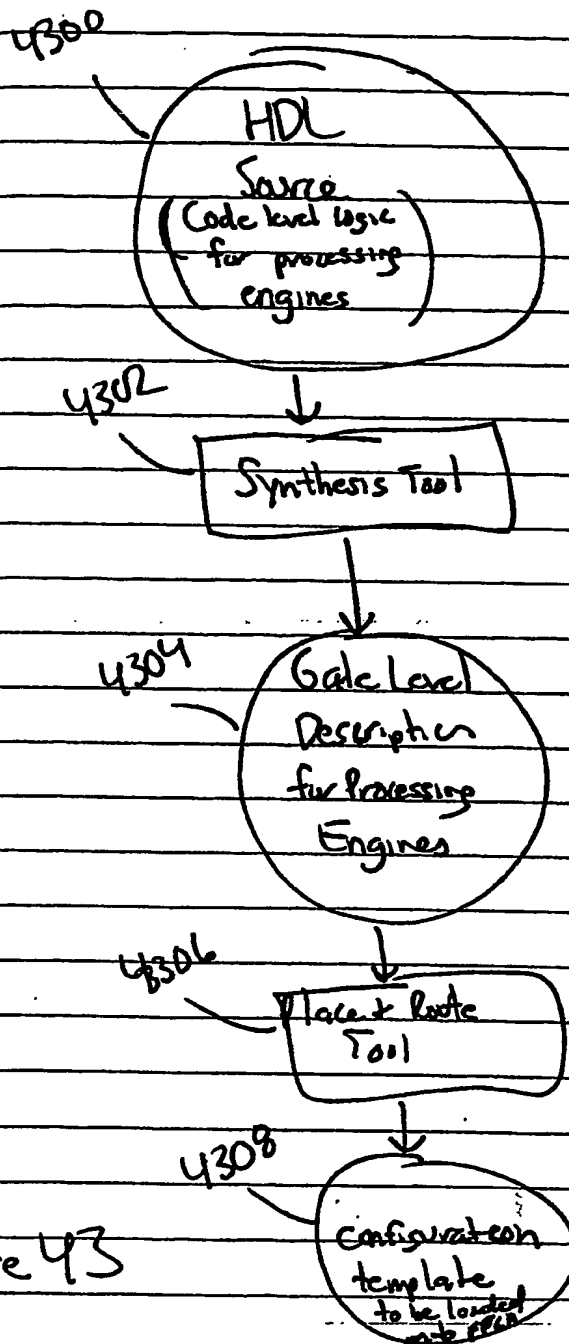 4300
HDL
Source
(Code level logic
for processing
engines)
4302
Synthesis Tool
4304
Gate Level
Description
for Processing
Engines
4306
Place & Route
Tool
4308
configuration
template
to be loaded
onto FPGA
e 43